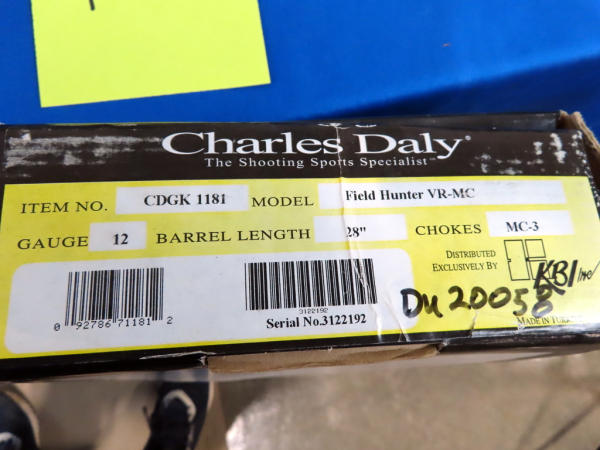 Charles Daly
The Shooting Sports Specialist
ITEM NO. CDGK 1181 MODEL Field Hunter VR-MC
GAUGE 12 BARREL LENGTH 28" CHOKES MC-3
DISTRIBUTED
EXCLUSIVELY BY KBI inc
0 92786 71181 2
3122192
Serial No.3122192
Du 20058
MADE IN